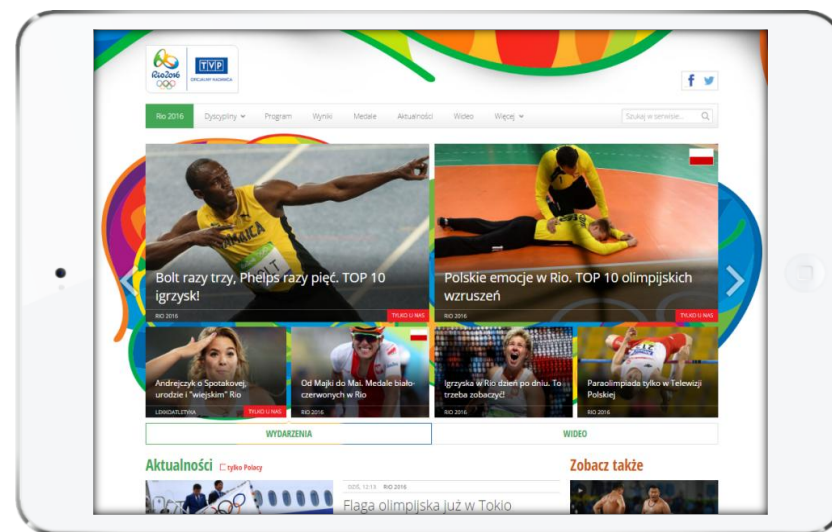 Rio2016
TVP
OFICJALNY NADAWCA
f
Rio 2016
Dyscypliny
Program
Wyniki
Medale
Aktualności
Wideo
Więcej
Szukaj w serwisie...
JAMAICA
Bolt razy trzy, Phelps razy pięć. TOP 10
igrzysk!
RIO 2016
TYLKO U NAS
Polskie emocje w Rio. TOP 10 olimpijskich
wzruszeń
RIO 2016
TYLKO U NAS
Andrejczyk o Spotakovej,
urodzie i "wiejskim" Rio
LEKKOATLETYKA
TYLKO U NAS
Od Majki do Mai. Medale biało-
czerwonych w Rio
RIO 2016
Igrzyska w Rio dzień po dniu. To
trzeba zobaczyć!
RIO 2016
Paraolimpiada tylko w Telewizji
Polskiej
RIO 2016
WYDARZENIA
WIDEO
Aktualności
tylko Polacy
Zobacz także
DZIŚ, 12:18 RIO 2016
Flaga olimpijska już w Tokio